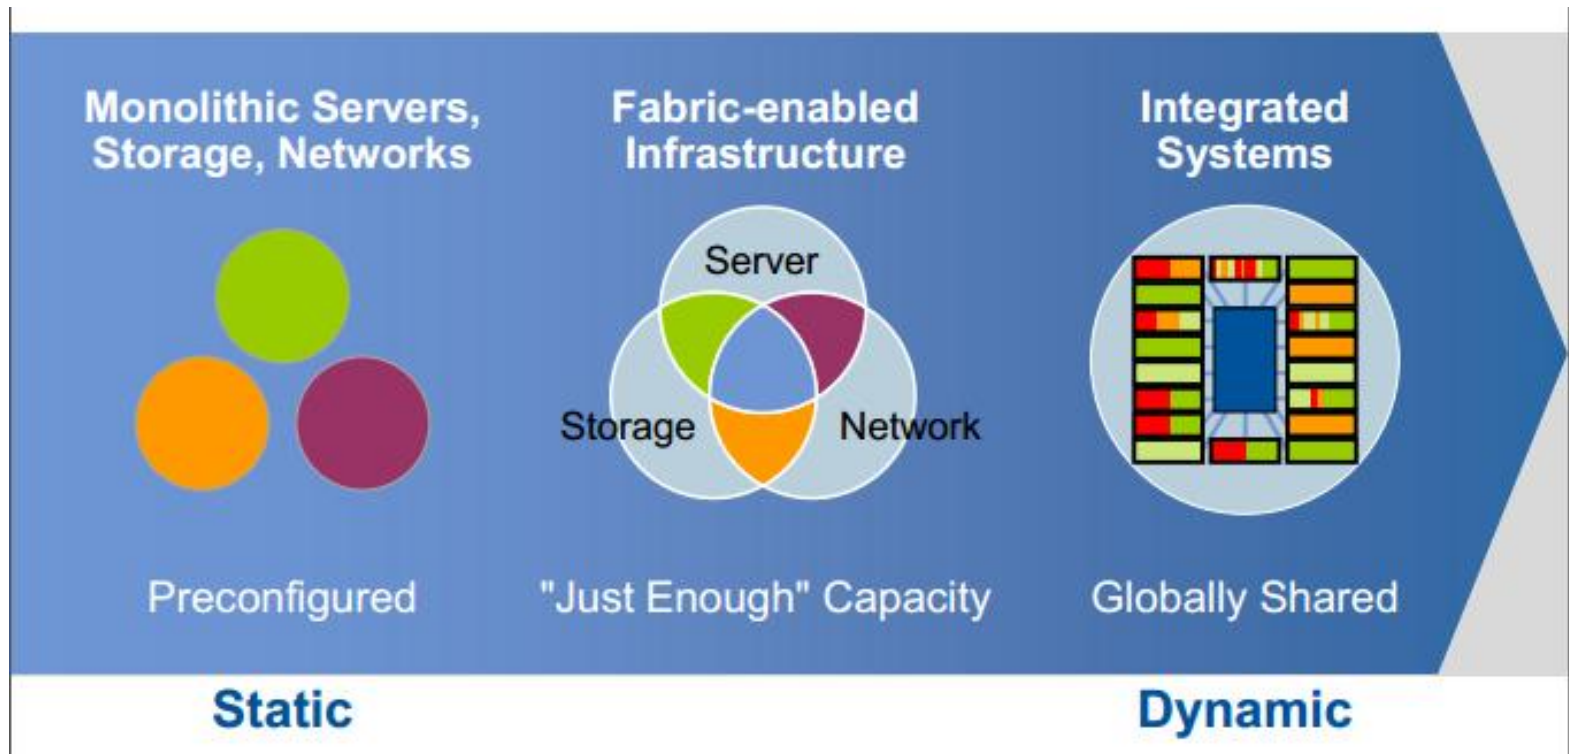 Monolithic Servers,
Storage, Networks
Fabric-enabled
Infrastructure
Integrated
Systems
Server
Storage
Network
Preconfigured
"Just Enough" Capacity
Globally Shared
Static
Dynamic